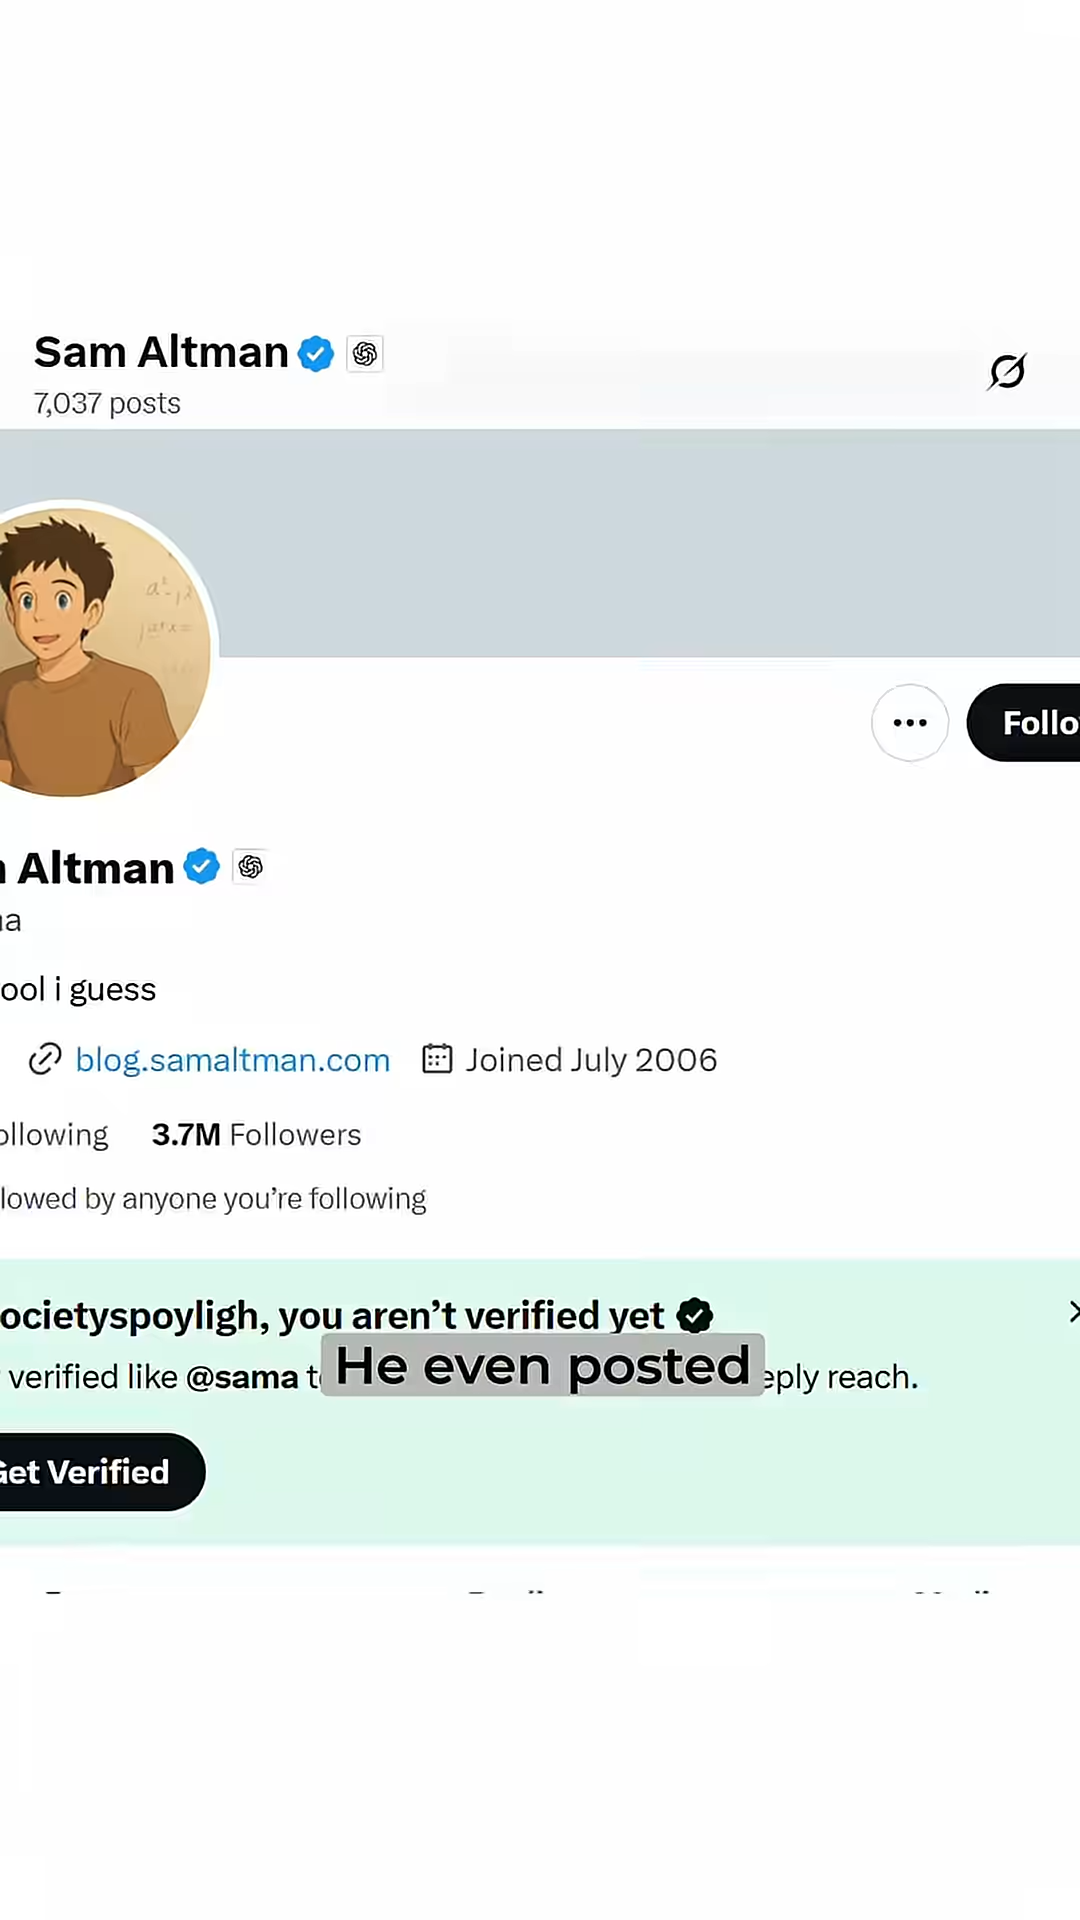 Sam Altman
7,037 posts
Follo
Altman
ool i guess
blog.samaltman.com Joined July 2006
ollowing 3.7M Followers
lowed by anyone you're following
ocietyspoyligh, you aren't verified yet
verified like @sama t He even posted eply reach.
Get Verified